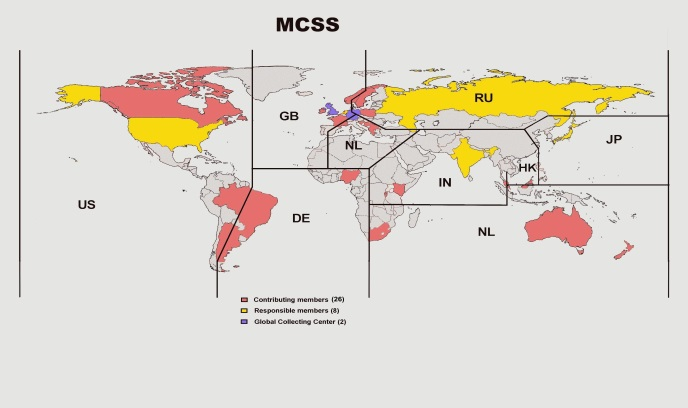 MCSS
RU
GB
JP
NL
HK
IN
US
DE
NL
Contributing members (26)
Responsible members (8)
Global Collecting Center (2)